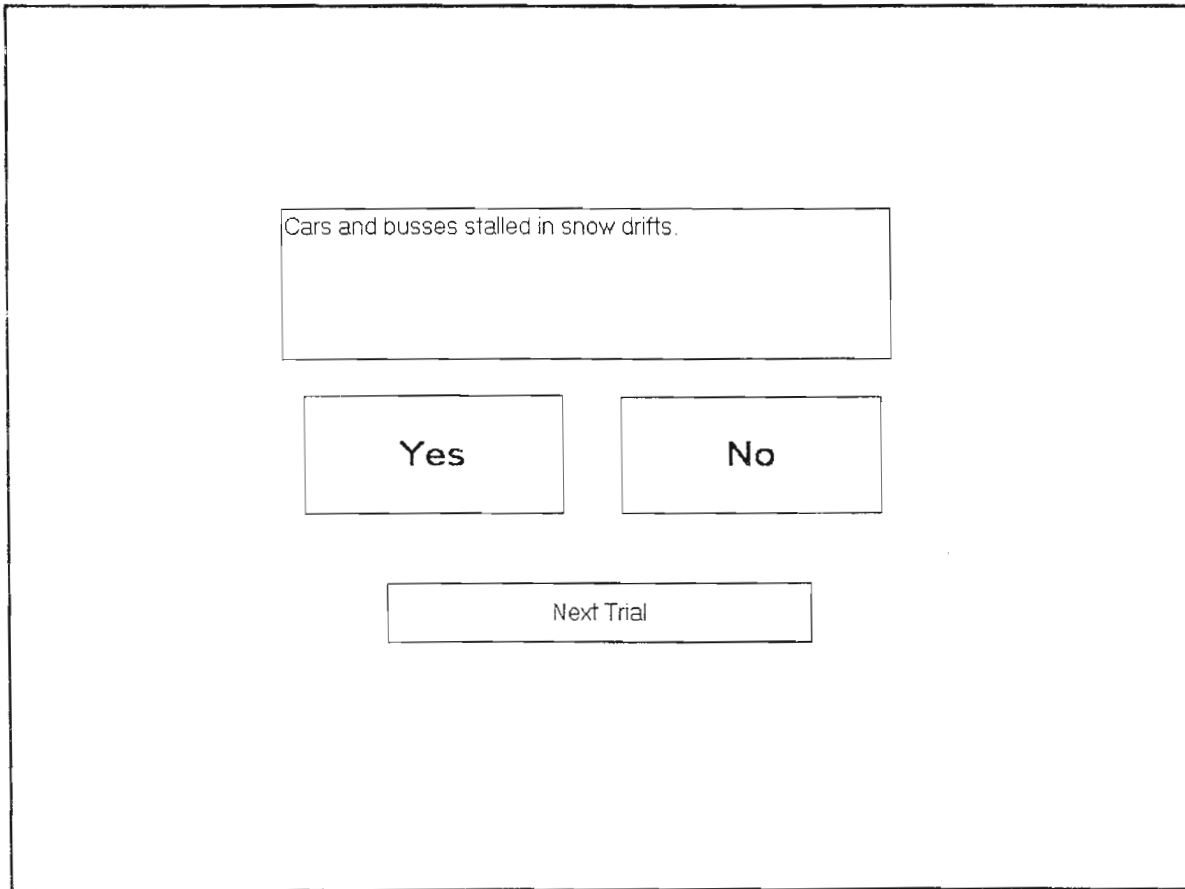 Cars and busses stalled in snow drifts.
Yes
No
Next Trial